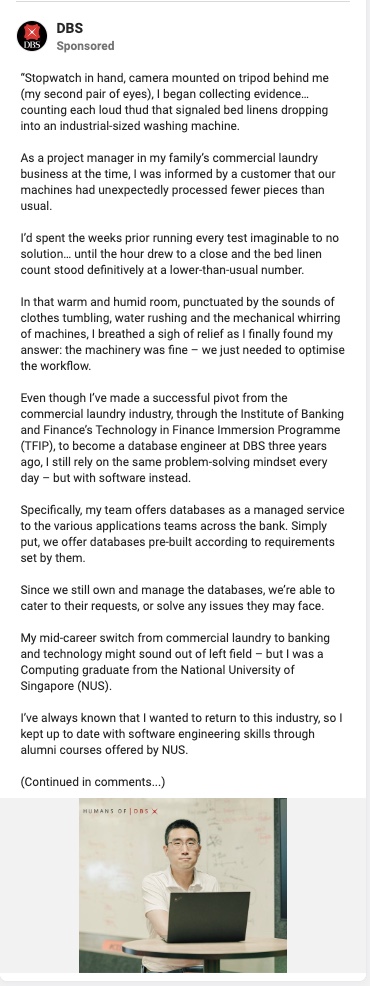 DBS
DBS
Sponsored
“Stopwatch in hand, camera mounted on tripod behind me
(my second pair of eyes), I began collecting evidence…
counting each loud thud that signaled bed linens dropping
into an industrial-sized washing machine.
As a project manager in my family’s commercial laundry
business at the time, I was informed by a customer that our
machines had unexpectedly processed fewer pieces than
usual.
I’d spent the weeks prior running every test imaginable to no
solution… until the hour drew to a close and the bed linen
count stood definitively at a lower-than-usual number.
In that warm and humid room, punctuated by the sounds of
clothes tumbling, water rushing and the mechanical whirring
of machines, I breathed a sigh of relief as I finally found my
answer: the machinery was fine – we just needed to optimise
the workflow.
Even though I’ve made a successful pivot from the
commercial laundry industry, through the Institute of Banking
and Finance’s Technology in Finance Immersion Programme
(TFIP), to become a database engineer at DBS three years
ago, I still rely on the same problem-solving mindset every
day – but with software instead.
Specifically, my team offers databases as a managed service
to the various applications teams across the bank. Simply
put, we offer databases pre-built according to requirements
set by them.
Since we still own and manage the databases, we’re able to
cater to their requests, or solve any issues they may face.
My mid-career switch from commercial laundry to banking
and technology might sound out of left field – but I was a
Computing graduate from the National University of
Singapore (NUS).
I’ve always known that I wanted to return to this industry, so I
kept up to date with software engineering skills through
alumni courses offered by NUS.
(Continued in comments...)
HUMANS OF | DBS